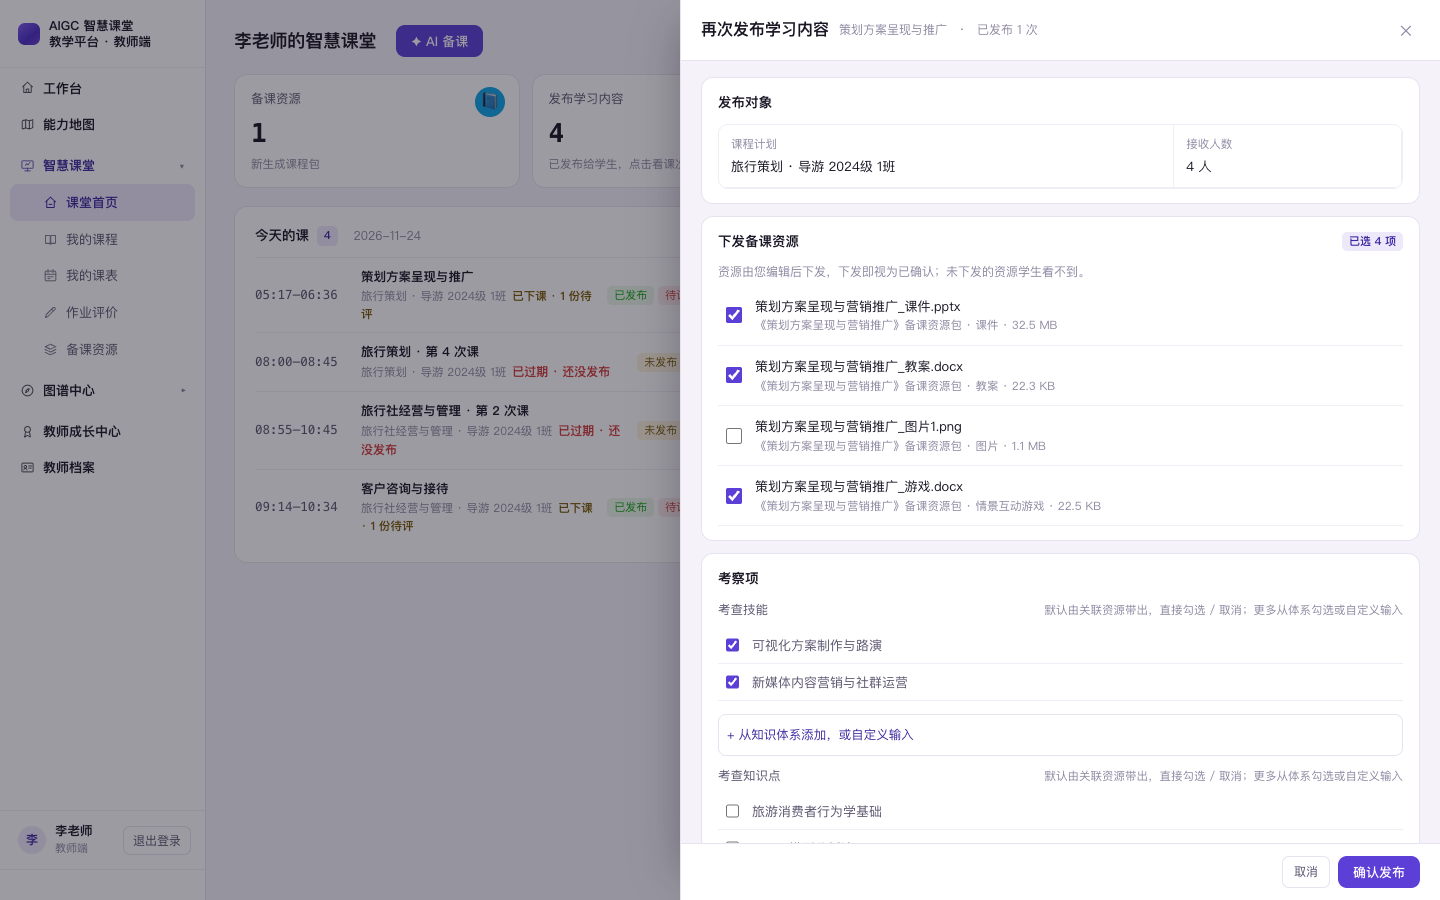 AIGC 智慧课堂
教学平台 · 教师端
工作台
能力地图
智慧课堂
课堂首页
我的课程
我的课表
作业评价
备课资源
图谱中心
教师成长中心
教师档案
李
李老师
教师端
退出登录
李老师的智慧课堂
✦ AI 备课
备课资源
1
新生成课程包
发布学习内容
4
已发布给学生，点击看课
今天的课 4 2026-11-24
05:17—06:36
策划方案呈现与推广
旅行策划 · 导游 2024级 1班 已下课 · 1 份待
评
已发布
08:00—08:45
旅行策划 · 第 4 次课
旅行策划 · 导游 2024级 1班 已过期 · 还没发布
未发布
08:55—10:45
旅行社经营与管理 · 第 2 次课
旅行社经营与管理 · 导游 2024级 1班 已过期 · 还
没发布
未发布
09:14—10:34
客户咨询与接待
旅行社经营与管理 · 导游 2024级 1班 已下课
· 1 份待评
已发布
再次发布学习内容 策划方案呈现与推广 · 已发布 1 次
发布对象
课程计划
旅行策划 · 导游 2024级 1班
接收人数
4 人
下发备课资源
已选 4 项
资源由您编辑后下发，下发即视为已确认；未下发的资源学生看不到。
策划方案呈现与营销推广_课件.pptx
《策划方案呈现与营销推广》备课资源包 · 课件 · 32.5 MB
策划方案呈现与营销推广_教案.docx
《策划方案呈现与营销推广》备课资源包 · 教案 · 22.3 KB
策划方案呈现与营销推广_图片1.png
《策划方案呈现与营销推广》备课资源包 · 图片 · 1.1 MB
策划方案呈现与营销推广_游戏.docx
《策划方案呈现与营销推广》备课资源包 · 情景互动游戏 · 22.5 KB
考察项
考查技能
默认由关联资源带出，直接勾选 / 取消；更多从体系勾选或自定义输入
可视化方案制作与路演
新媒体内容营销与社群运营
+ 从知识体系添加，或自定义输入
考查知识点
默认由关联资源带出，直接勾选 / 取消；更多从体系勾选或自定义输入
旅游消费者行为学基础
取消
确认发布